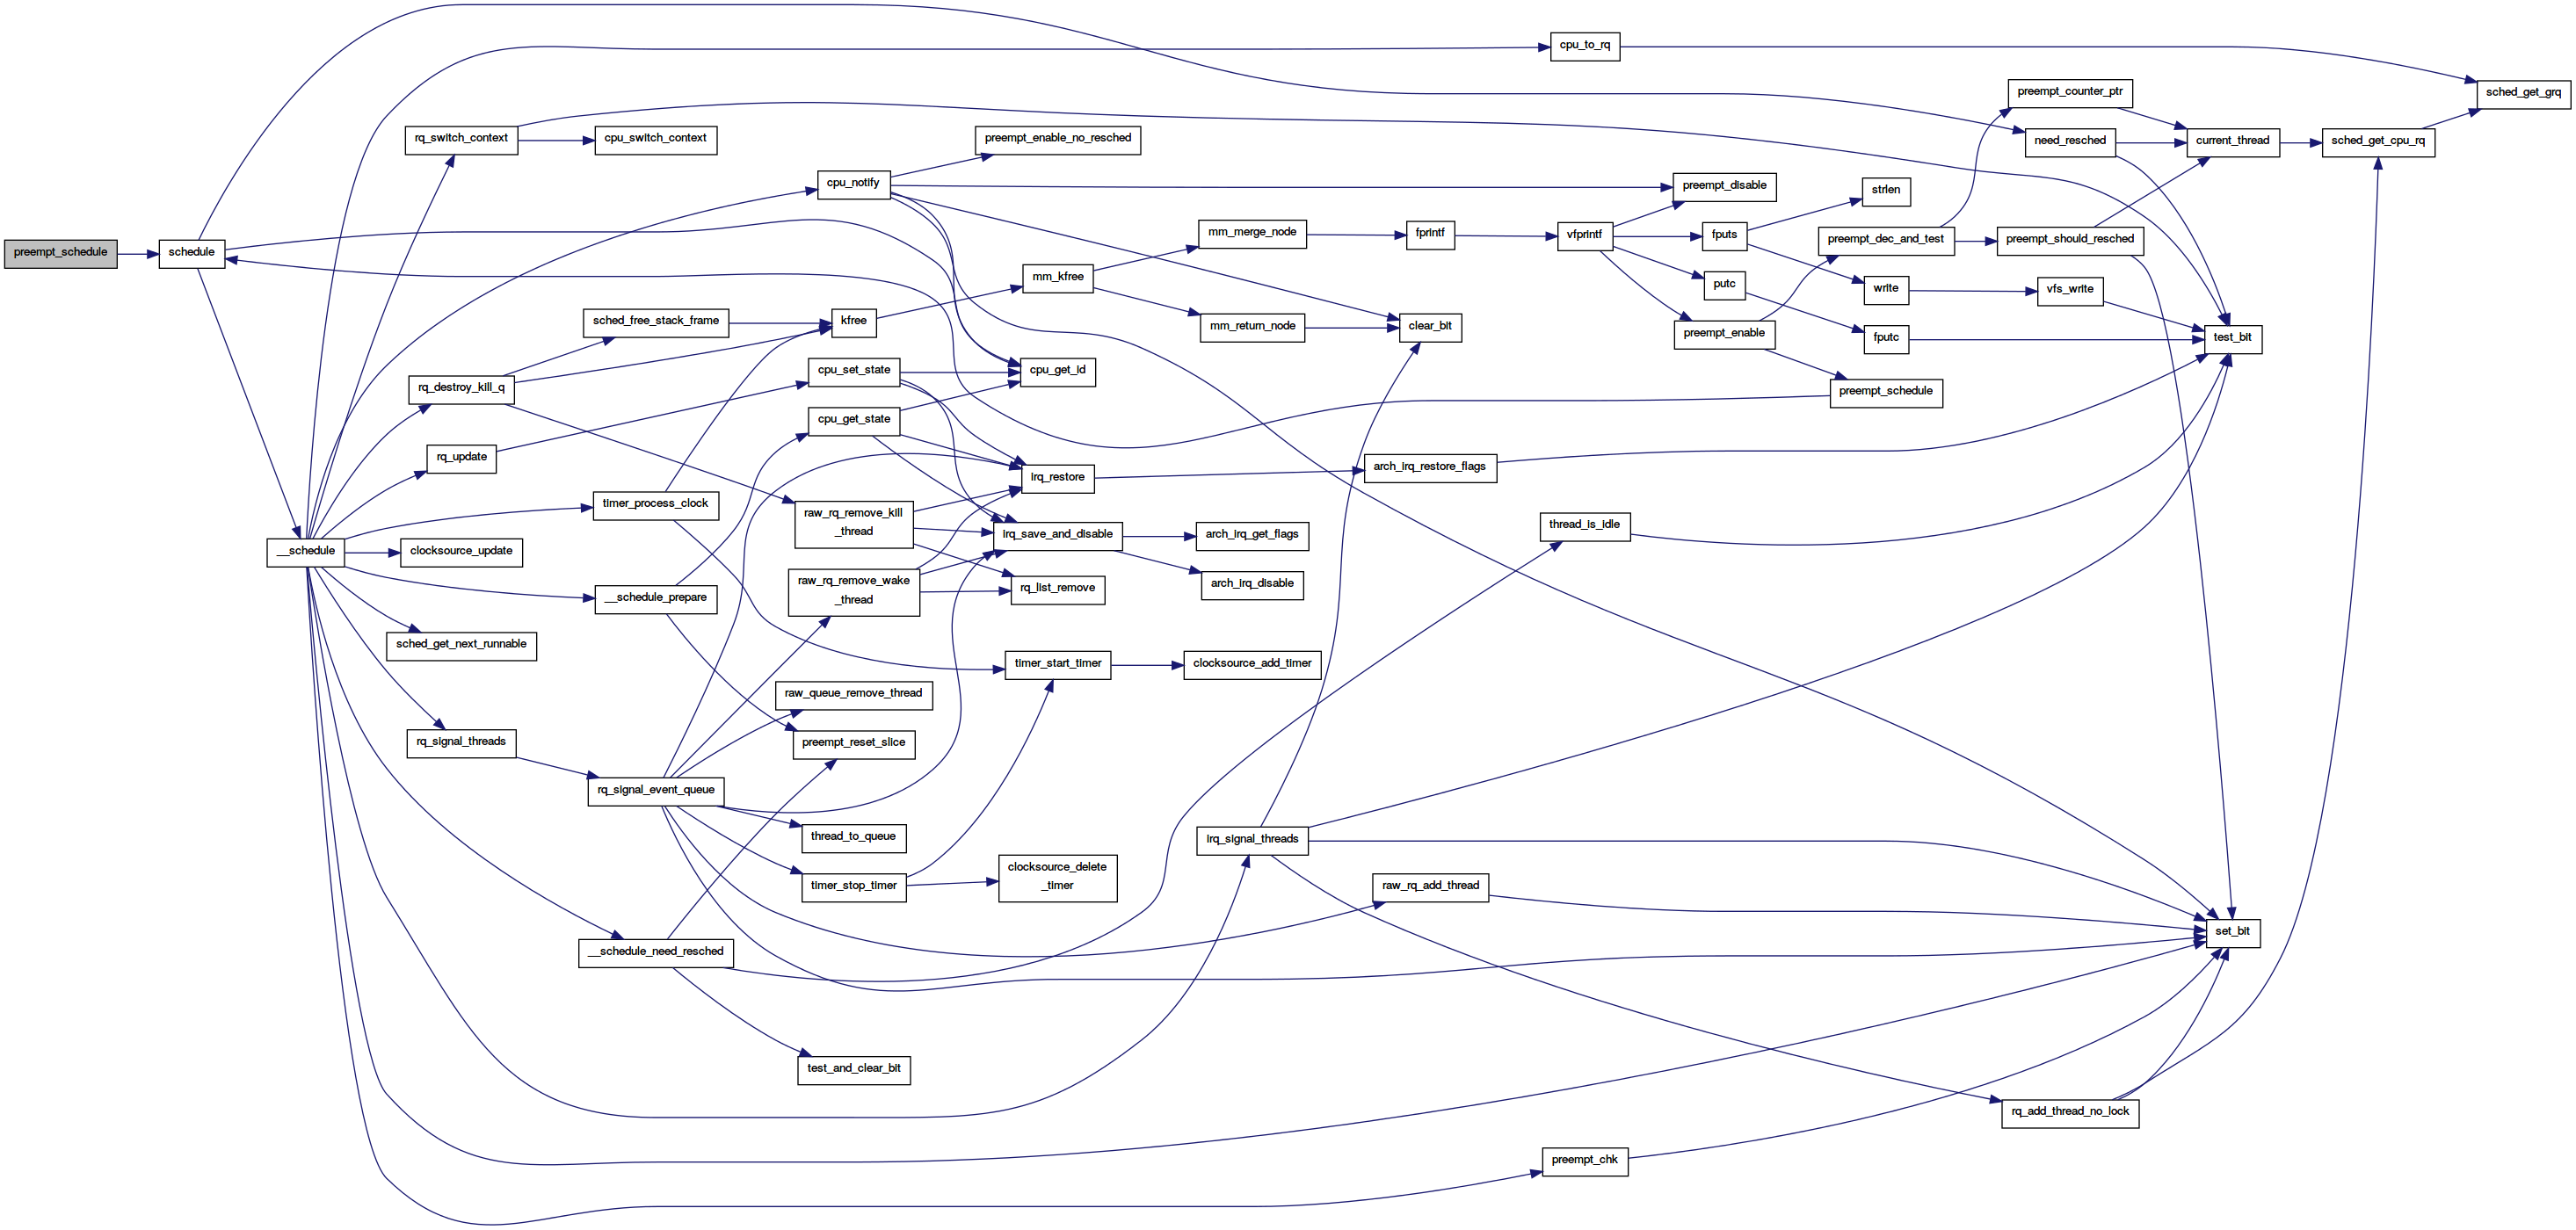 preempt_schedule
schedule
__schedule
rq_switch_context
rq_destroy_kill_q
rq_update
clocksource_update
sched_get_next_runnable
rq_signal_threads
cpu_switch_context
sched_free_stack_frame
timer_process_clock
__schedule_prepare
rq_signal_event_queue
__schedule_need_resched
cpu_notify
kfree
cpu_set_state
cpu_get_state
raw_rq_remove_kill
_thread
raw_rq_remove_wake
_thread
raw_queue_remove_thread
preempt_reset_slice
thread_to_queue
timer_stop_timer
test_and_clear_bit
preempt_enable_no_resched
mm_kfree
cpu_get_id
irq_restore
irq_save_and_disable
rq_list_remove
timer_start_timer
clocksource_delete
_timer
mm_merge_node
mm_return_node
arch_irq_get_flags
arch_irq_disable
clocksource_add_timer
irq_signal_threads
fprintf
clear_bit
arch_irq_restore_flags
raw_rq_add_thread
cpu_to_rq
vfprintf
thread_is_idle
preempt_chk
preempt_disable
fputs
putc
preempt_enable
strlen
preempt_dec_and_test
write
fputc
preempt_schedule
preempt_counter_ptr
need_resched
preempt_should_resched
vfs_write
rq_add_thread_no_lock
current_thread
test_bit
set_bit
sched_get_cpu_rq
sched_get_grq